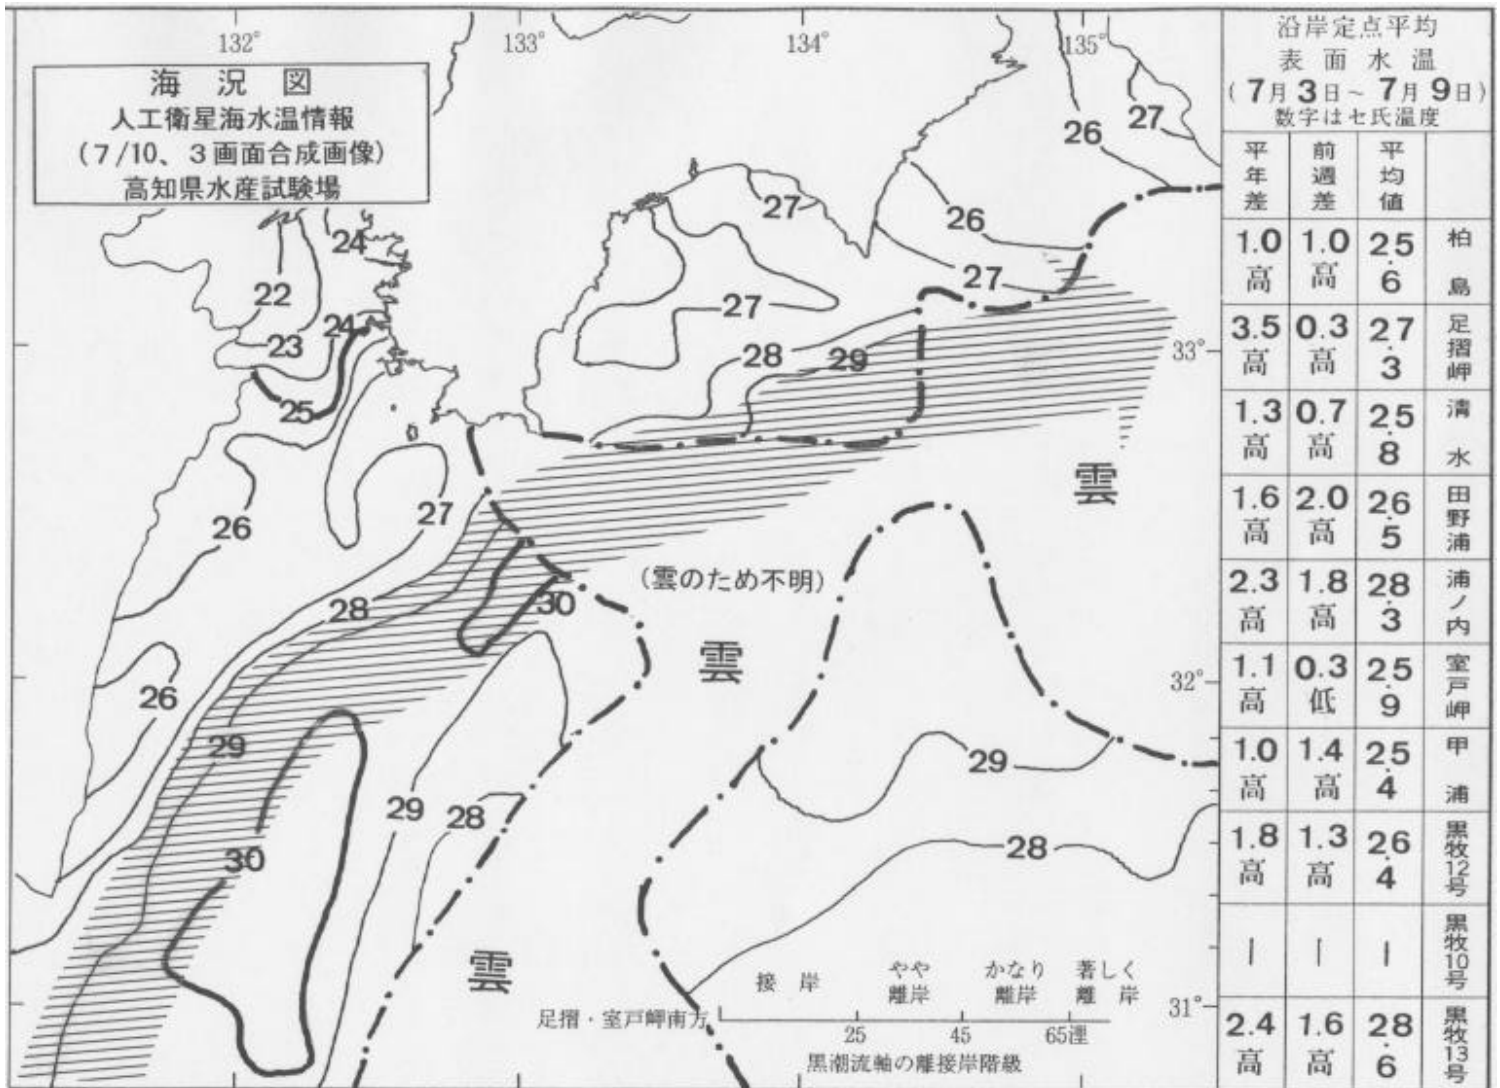 132°
133°
134°
135°
海況図
人工衛星海水温情報
(7/10、3画面合成画像)
高知県水産試験場
沿岸定点平均
表面水温
(7月3日~7月9日)
数字はセ氏温度
平年差 前週差 平均値
1.0高 1.0高 25.6 柏島
3.5高 0.3高 27.3 足摺岬
1.3高 0.7高 25.8 清水
1.6高 2.0高 26.5 田野浦
2.3高 1.8高 28.3 浦ノ内
1.1高 0.3低 25.9 室戸岬
1.0高 1.4高 25.4 甲浦
1.8高 1.3高 26.4 黒牧12号
| | | 黒牧10号
2.4高 1.6高 28.6 黒牧13号
26
27
24
27
26
22
27
27
24
23
28
29
33°
25
雲
26
27
(雲のため不明)
28
30
雲
32°
26
29
29
29
28
28
30
雲
接岸
やや離岸
かなり離岸
著しく離岸
31°
足摺・室戸岬南方
25
45
65浬
黒潮流軸の離接岸階級